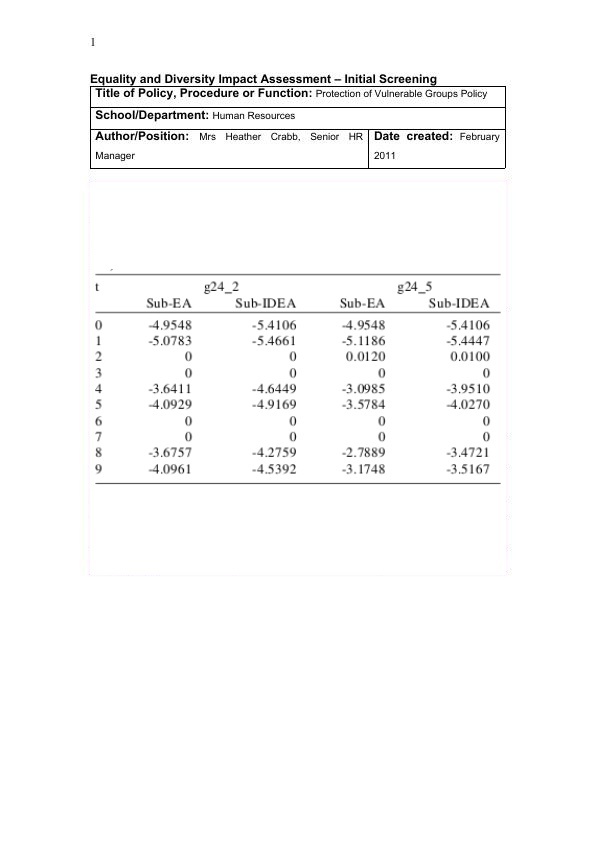 1
Equality and Diversity Impact Assessment – Initial Screening
Title of Policy, Procedure or Function: Protection of Vulnerable Groups Policy
School/Department: Human Resources
Author/Position: Mrs Heather Crabb, Senior HR Manager
Date created: February 2011
t g24_2 g24_5
Sub-EA Sub-IDEA Sub-EA Sub-IDEA
0 -4.9548 -5.4106 -4.9548 -5.4106
1 -5.0783 -5.4661 -5.1186 -5.4447
2 0 0 0.0120 0.0100
3 0 0 0 0
4 -3.6411 -4.6449 -3.0985 -3.9510
5 -4.0929 -4.9169 -3.5784 -4.0270
6 0 0 0 0
7 0 0 0 0
8 -3.6757 -4.2759 -2.7889 -3.4721
9 -4.0961 -4.5392 -3.1748 -3.5167